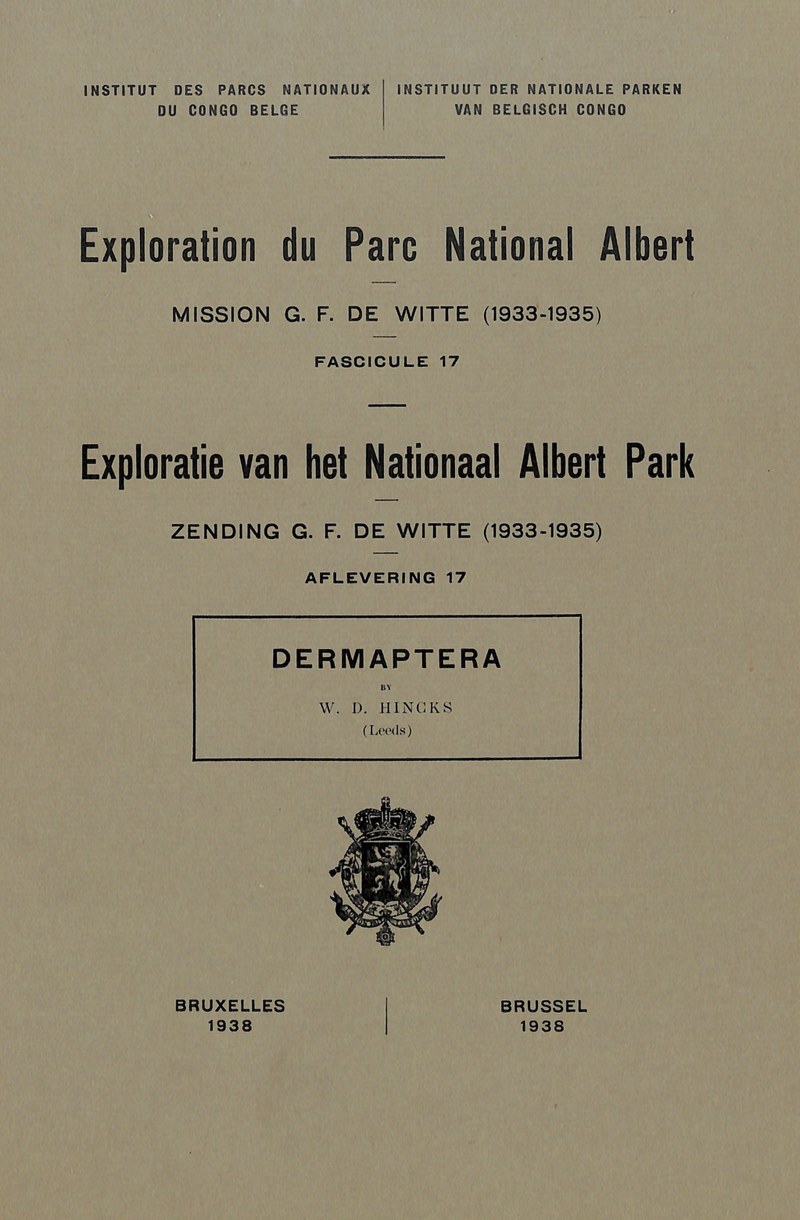 INSTITUT DES PARCS NATIONAUX
DU CONGO BELGE
INSTITUUT DER NATIONALE PARKEN
VAN BELGISCH CONGO
Exploration du Parc National Albert
MISSION G. F. DE WITTE (1933-1935)
FASCICULE 17
Exploratie van het Nationaal Albert Park
ZENDING G. F. DE WITTE (1933-1935)
AFLEVERING 17
DERMAPTERA
BY
W. D. HINCKS
(Leeds)
BRUXELLES
1938
BRUSSEL
1938